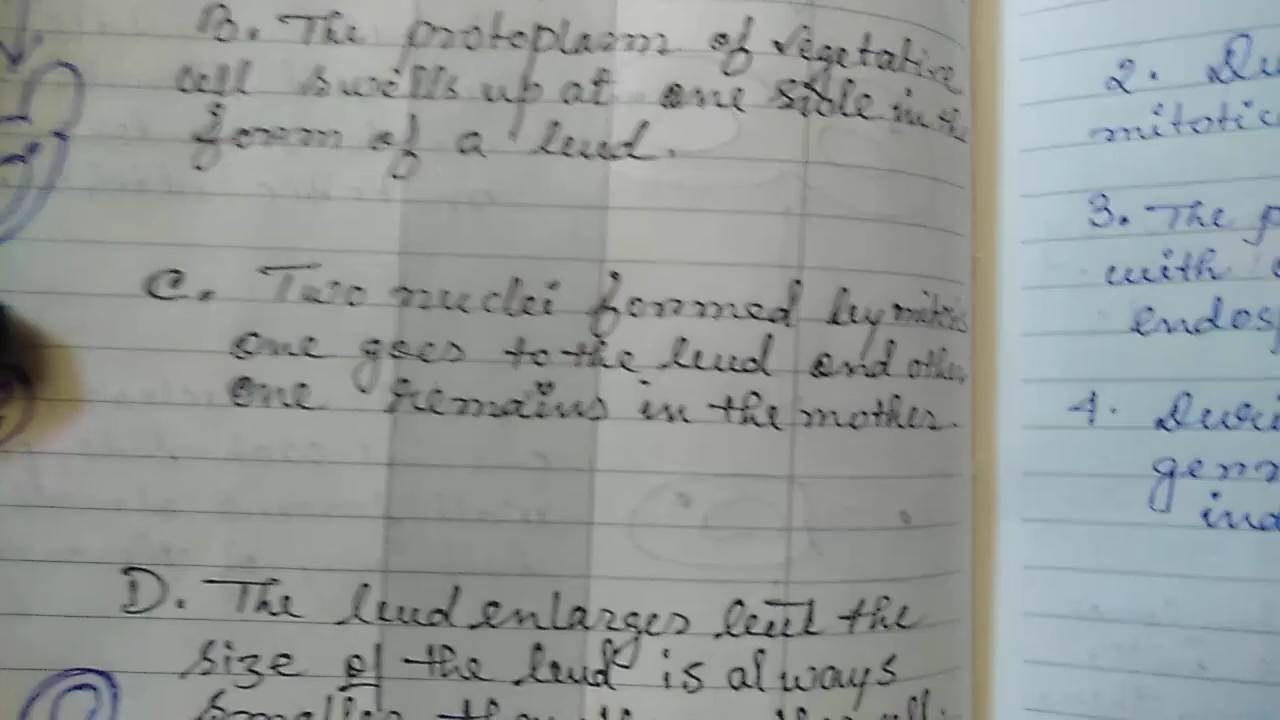 B. The protoplasm of vegetative
cell swells up at one side in the
form of a bud.
C. Two nuclei formed by mitosis
one goes to the bud and other
one remains in the mother.
D. The bud enlarges but the
size of the bud is always
smaller than
2.
mitotic
3. The
with
endos
4.